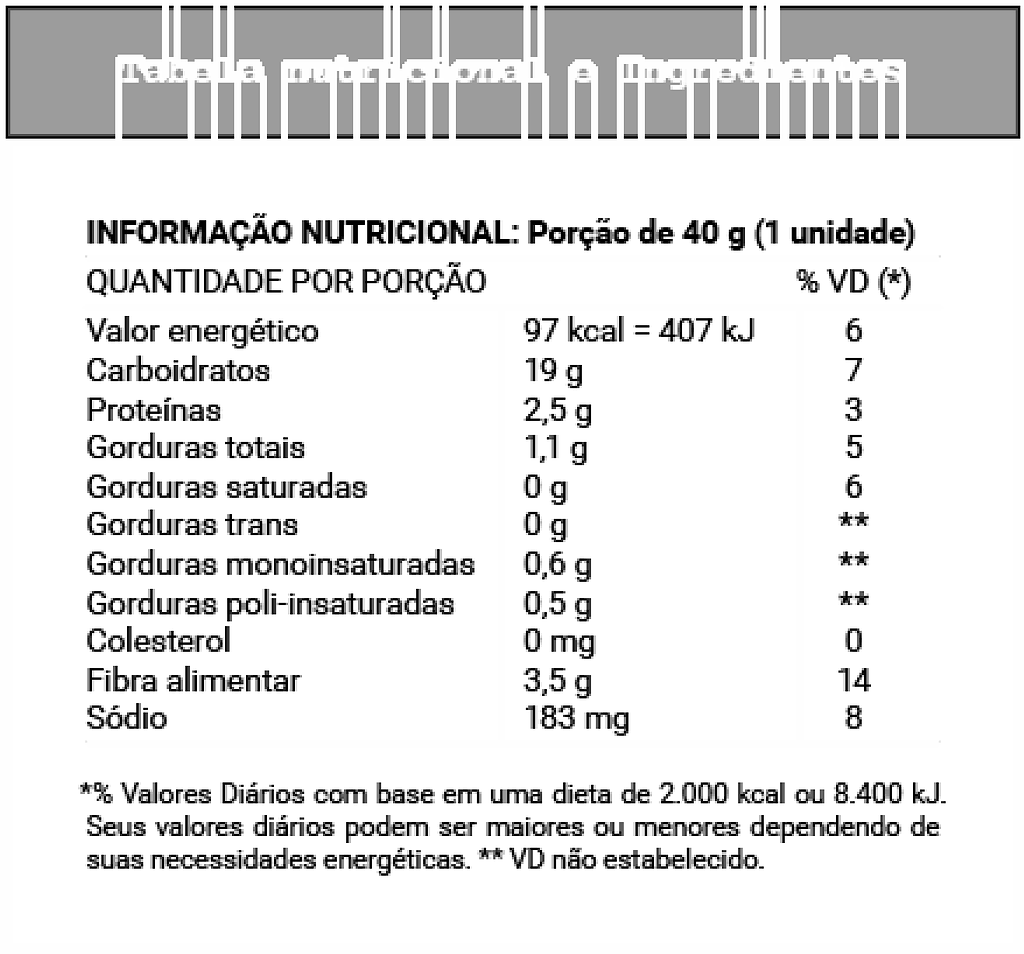 Tabela nutricional e Ingredientes
INFORMAÇÃO NUTRICIONAL: Porção de 40 g (1 unidade)
QUANTIDADE POR PORÇÃO % VD (*)
Valor energético 97 kcal = 407 kJ 6
Carboidratos 19 g 7
Proteínas 2,5 g 3
Gorduras totais 1,1 g 5
Gorduras saturadas 0 g 6
Gorduras trans 0 g **
Gorduras monoinsaturadas 0,6 g **
Gorduras poli-insaturadas 0,5 g **
Colesterol 0 mg 0
Fibra alimentar 3,5 g 14
Sódio 183 mg 8
*% Valores Diários com base em uma dieta de 2.000 kcal ou 8.400 kJ.
Seus valores diários podem ser maiores ou menores dependendo de
suas necessidades energéticas. ** VD não estabelecido.